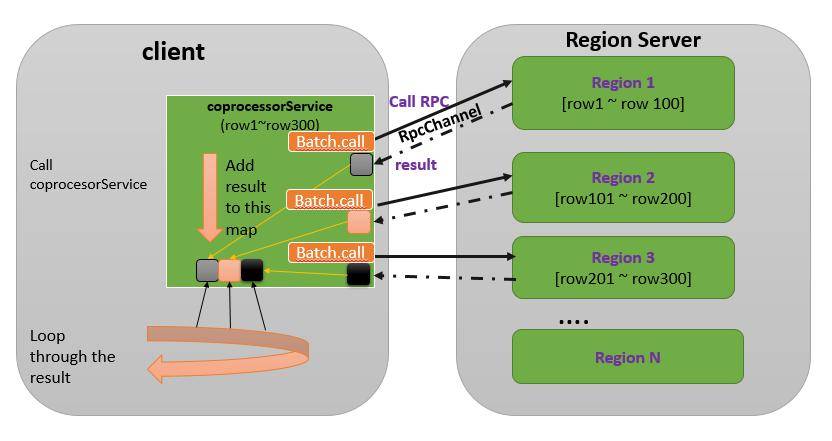 client
coprocessorService
(row1~row300)
Call
coprocesorService
Batch.call
Add
result
to this
map
Batch.call
Batch.call
Loop
through the
result
Call RPC
RpcChannel
result
Region Server
Region 1
[row1 ~ row 100]
Region 2
[row101 ~ row200]
Region 3
[row201 ~ row300]
....
Region N